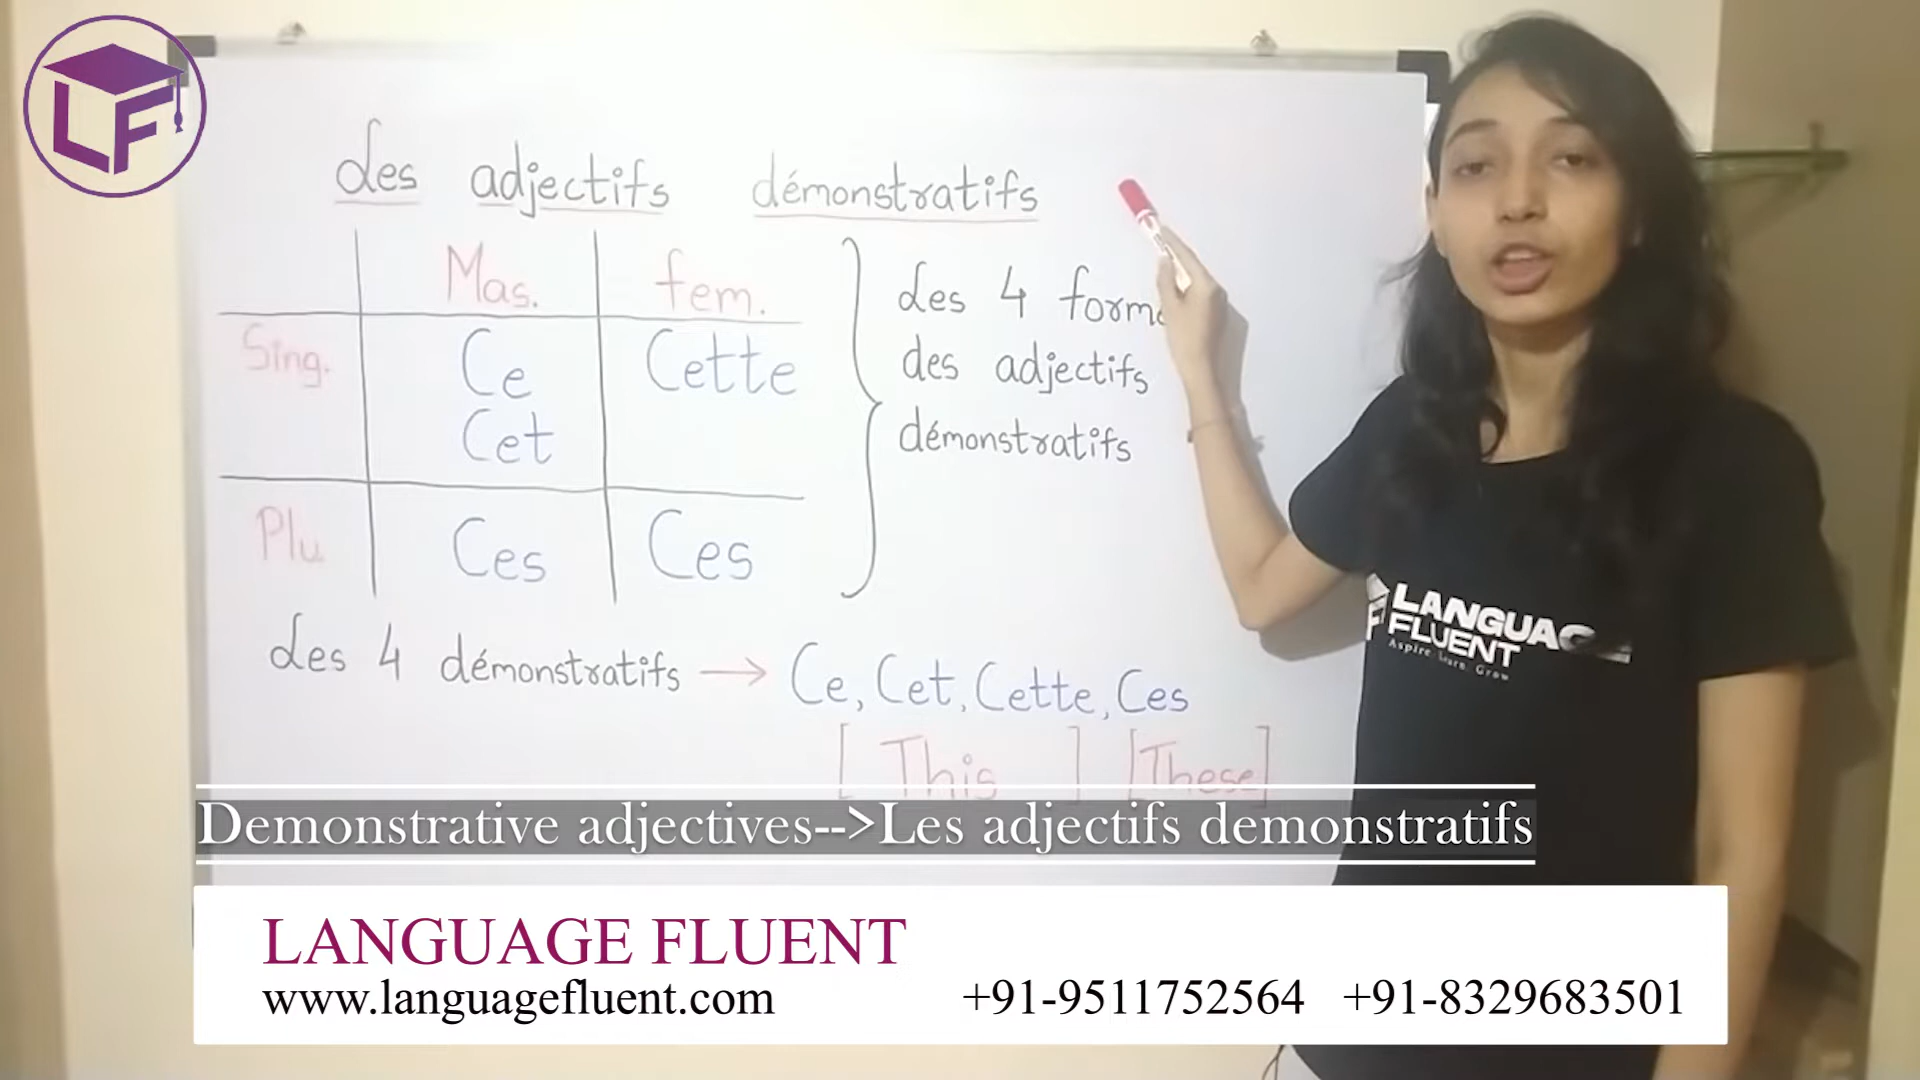 LF
Les adjectifs démonstratifs
Mas. fem.
Sing. Ce Cette
Cet
Plu Ces Ces
Les 4 form
des adjectifs
démonstratifs
Les 4 démonstratifs → Ce, Cet, Cette, Ces
[ This ] [These]
LANGUAG
FLUENT
Aspire Learn Grow
Demonstrative adjectives-->Les adjectifs demonstratifs
LANGUAGE FLUENT
www.languagefluent.com +91-9511752564 +91-8329683501